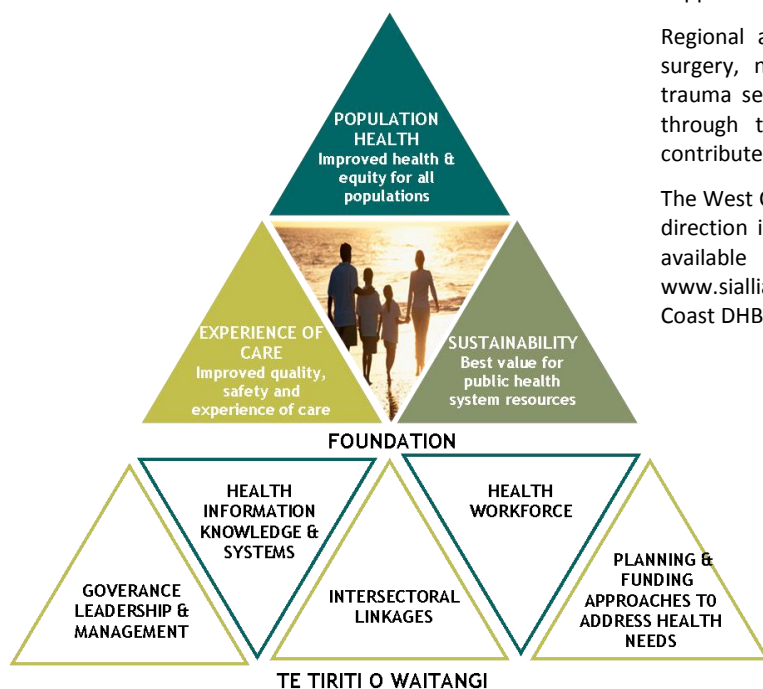 POPULATION
HEALTH
Improved health &
equity for all
populations
EXPERIENCE OF
CARE
Improved quality,
safety and
experience of care
SUSTAINABILITY
Best value for
public health
system resources
FOUNDATION
GOVERANCE
LEADERSHIP &
MANAGEMENT
HEALTH
INFORMATION
KNOWLEDGE &
SYSTEMS
INTERSECTORAL
LINKAGES
HEALTH
WORKFORCE
PLANNING &
FUNDING
APPROACHES TO
ADDRESS HEALTH
NEEDS
TE TIRITI O WAITANGI
Regional
surgery,
trauma
through
contribute
The West
direction
available
Coast DHB